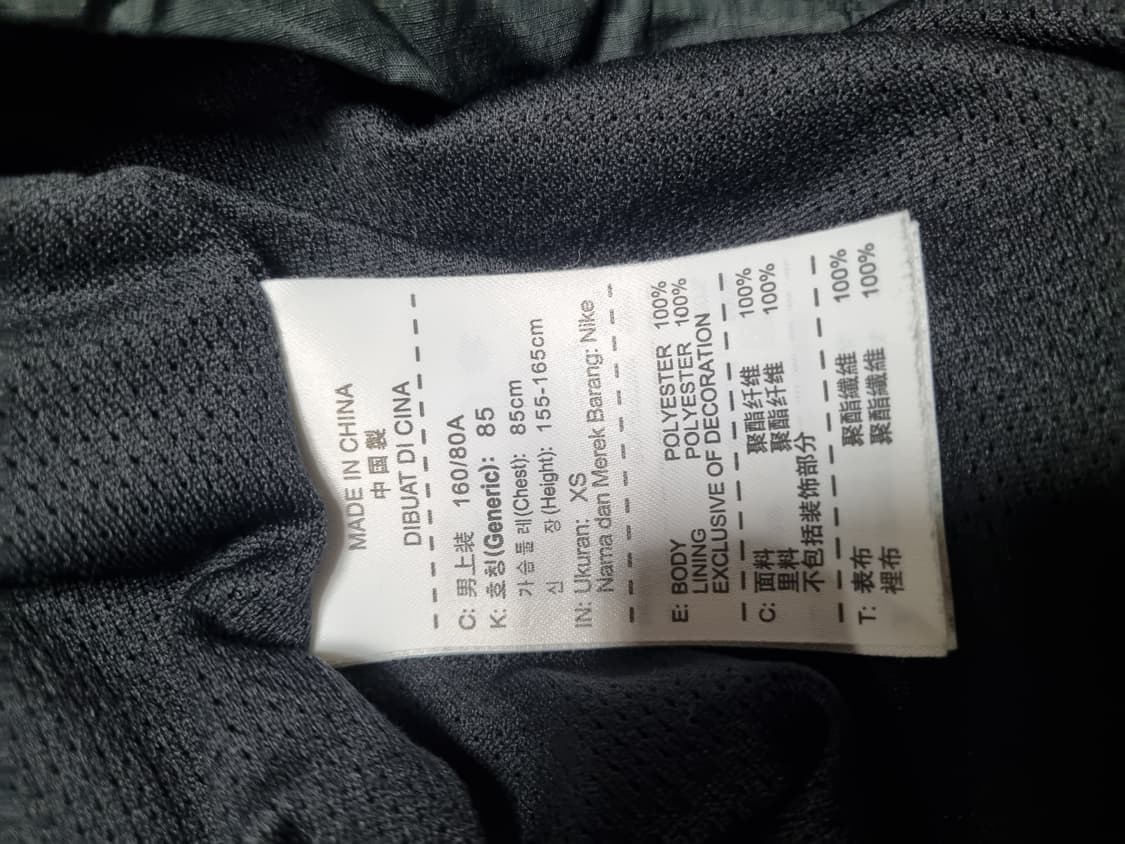 MADE IN CHINA
中国製
DIBUAT DI CINA
C: 男上装 160/80A
K: 호칭(Generic): 85
가슴둘레(Chest): 85cm
신 장(Height): 155-165cm
IN: Ukuran: XS
Nama dan Merek Barang: Nike
E: BODY POLYESTER 100%
LINING POLYESTER 100%
EXCLUSIVE OF DECORATION
C: 面料 聚酯纤维 100%
里料 聚酯纤维 100%
不包括装饰部分
T: 表布 聚酯纖維 100%
裡布 聚酯纖維 100%